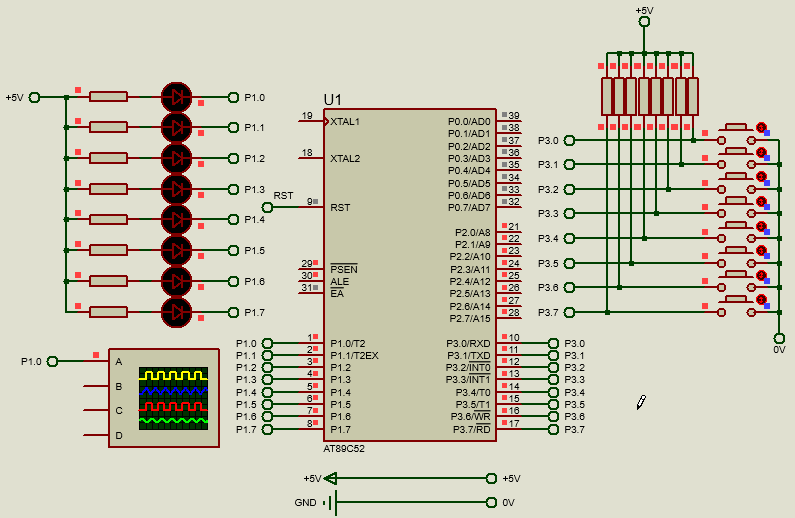 +5V
+5V
P1.0
P1.1
P1.2
P1.3
P1.4
P1.5
P1.6
P1.7
RST
U1
19 XTAL1
18 XTAL2
9 RST
29 PSEN
30 ALE
31 EA
P1.0 1 P1.0/T2
P1.1 2 P1.1/T2EX
P1.2 3 P1.2
P1.3 4 P1.3
P1.4 5 P1.4
P1.5 6 P1.5
P1.6 7 P1.6
P1.7 8 P1.7
P0.0/AD0 39
P0.1/AD1 38
P0.2/AD2 37
P0.3/AD3 36
P0.4/AD4 35
P0.5/AD5 34
P0.6/AD6 33
P0.7/AD7 32
P2.0/A8 21
P2.1/A9 22
P2.2/A10 23
P2.3/A11 24
P2.4/A12 25
P2.5/A13 26
P2.6/A14 27
P2.7/A15 28
P3.0/RXD 10 P3.0
P3.1/TXD 11 P3.1
P3.2/INT0 12 P3.2
P3.3/INT1 13 P3.3
P3.4/T0 14 P3.4
P3.5/T1 15 P3.5
P3.6/WR 16 P3.6
P3.7/RD 17 P3.7
AT89C52
P3.0
P3.1
P3.2
P3.3
P3.4
P3.5
P3.6
P3.7
0V
P1.0 A
B
C
D
+5V +5V
GND 0V